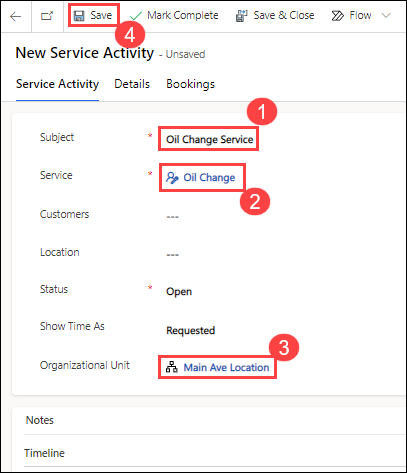 Save Mark Complete Save & Close Flow
4
New Service Activity - Unsaved
Service Activity Details Bookings
1
Subject * Oil Change Service
Service * Oil Change
2
Customers ---
Location ---
Status * Open
Show Time As Requested
3
Organizational Unit Main Ave Location
Notes
Timeline